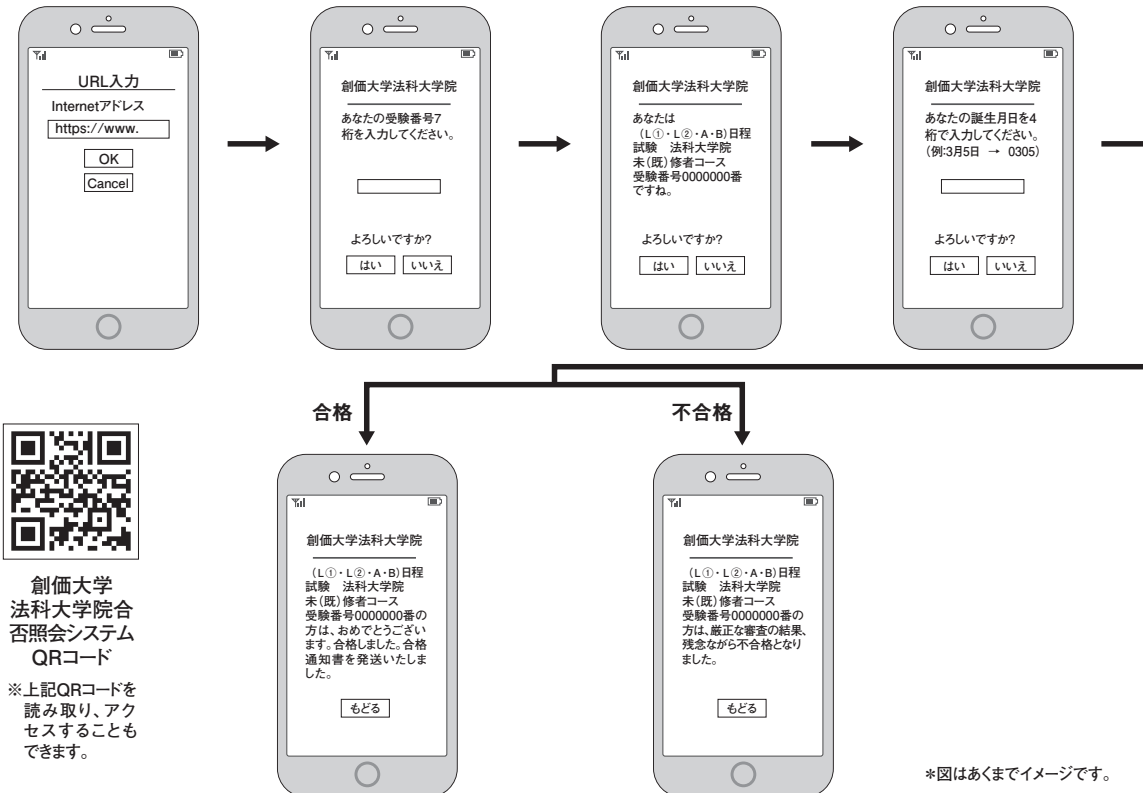 URL入力
Internetアドレス
https://www.
OK
Cancel
創価大学法科大学院
あなたの受験番号7
桁を入力してください。
よろしいですか?
はい いいえ
創価大学法科大学院
あなたは
(L①・L②・A・B)日程
試験 法科大学院
未(既)修者コース
受験番号0000000番
ですね。
よろしいですか?
はい いいえ
創価大学法科大学院
あなたの誕生月日を4
桁で入力してください。
(例:3月5日 → 0305)
よろしいですか?
はい いいえ
合格
不合格
創価大学
法科大学院合
否照会システム
QRコード
※上記QRコードを
読み取り、アク
セスすることも
できます。
創価大学法科大学院
(L①・L②・A・B)日程
試験 法科大学院
未(既)修者コース
受験番号0000000番の
方は、おめでとうござい
ます。合格しました。合格
通知書を発送いたしま
した。
もどる
創価大学法科大学院
(L①・L②・A・B)日程
試験 法科大学院
未(既)修者コース
受験番号0000000番の
方は、厳正な審査の結果、
残念ながら不合格となり
ました。
もどる
*図はあくまでイメージです。